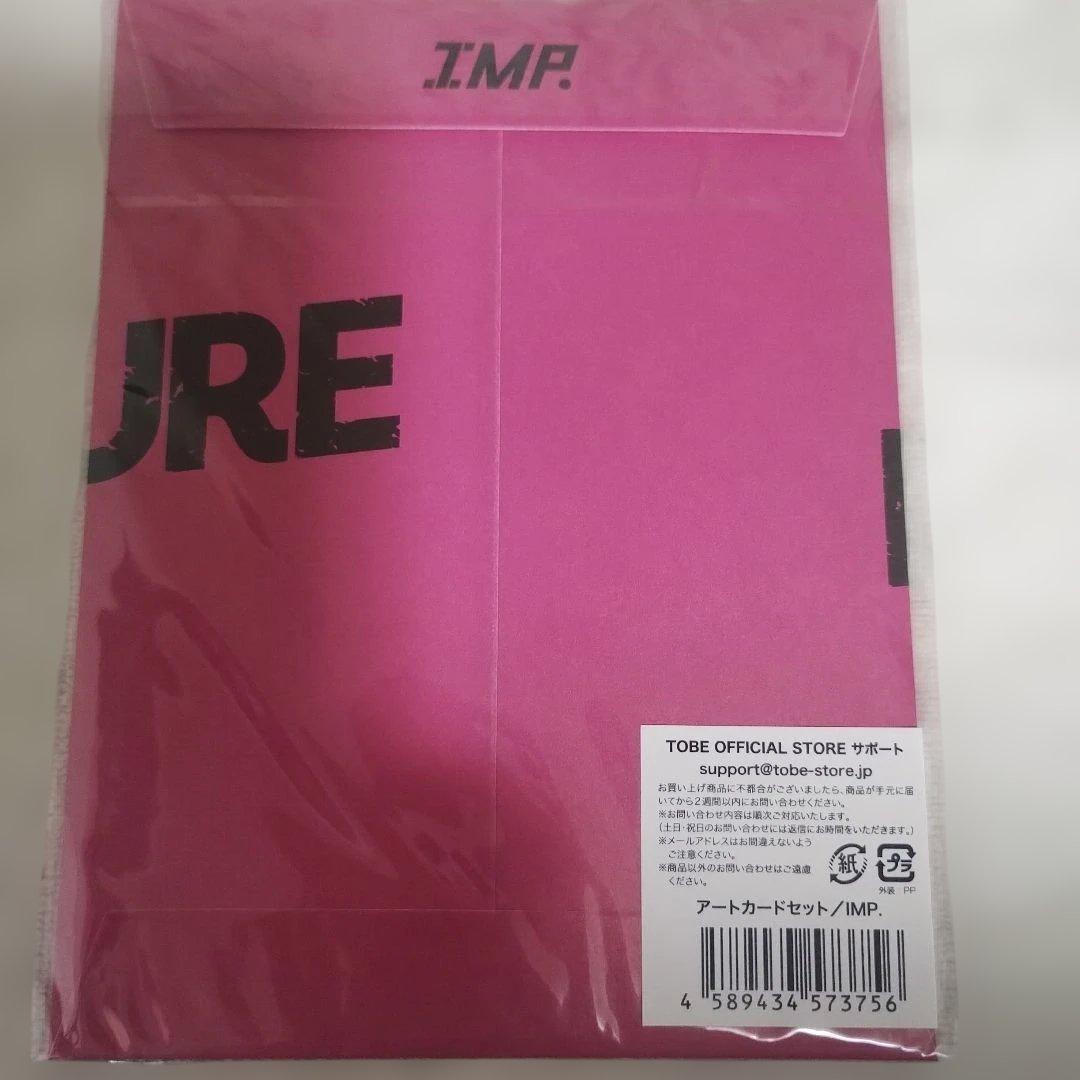 IMP.
URE
TOBE OFFICIAL STORE サポート
support@tobe-store.jp
お買い上げ商品に不都合がございましたら、商品が手元に届
いてから2週間以内にお問い合わせください。
※お問い合わせ内容は順次ご対応いたします。
（土日・祝日のお問い合わせには返信にお時間をいただきます。）
※メールアドレスはお間違えないよう
ご注意ください。
※商品以外のお問い合わせはご遠慮
ください。
紙
プラ
外装 PP
アートカードセット／IMP.
4 589434 573756